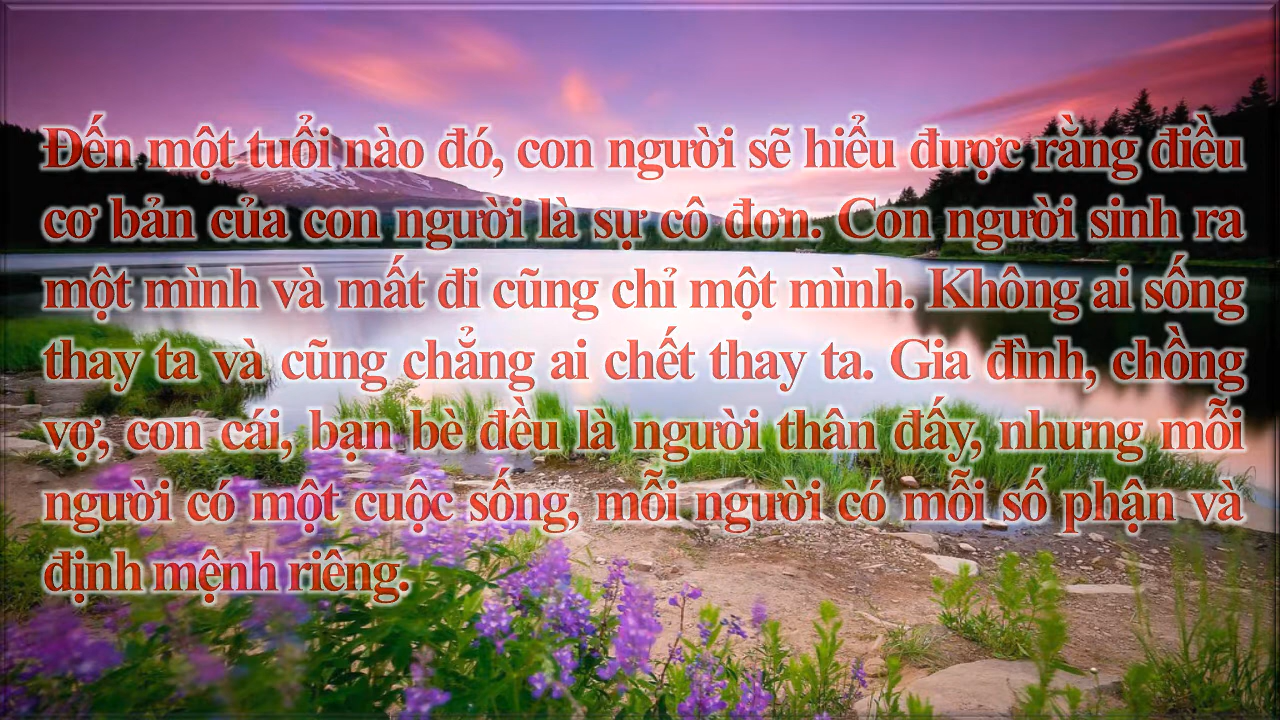 Đến một tuổi nào đó, con người sẽ hiểu được rằng điều
cơ bản của con người là sự cô đơn. Con người sinh ra
một mình và mất đi cũng chỉ một mình. Không ai sống
thay ta và cũng chẳng ai chết thay ta. Gia đình, chồng
vợ, con cái, bạn bè đều là người thân đấy, nhưng mỗi
người có một cuộc sống, mỗi người có mỗi số phận và
định mệnh riêng.